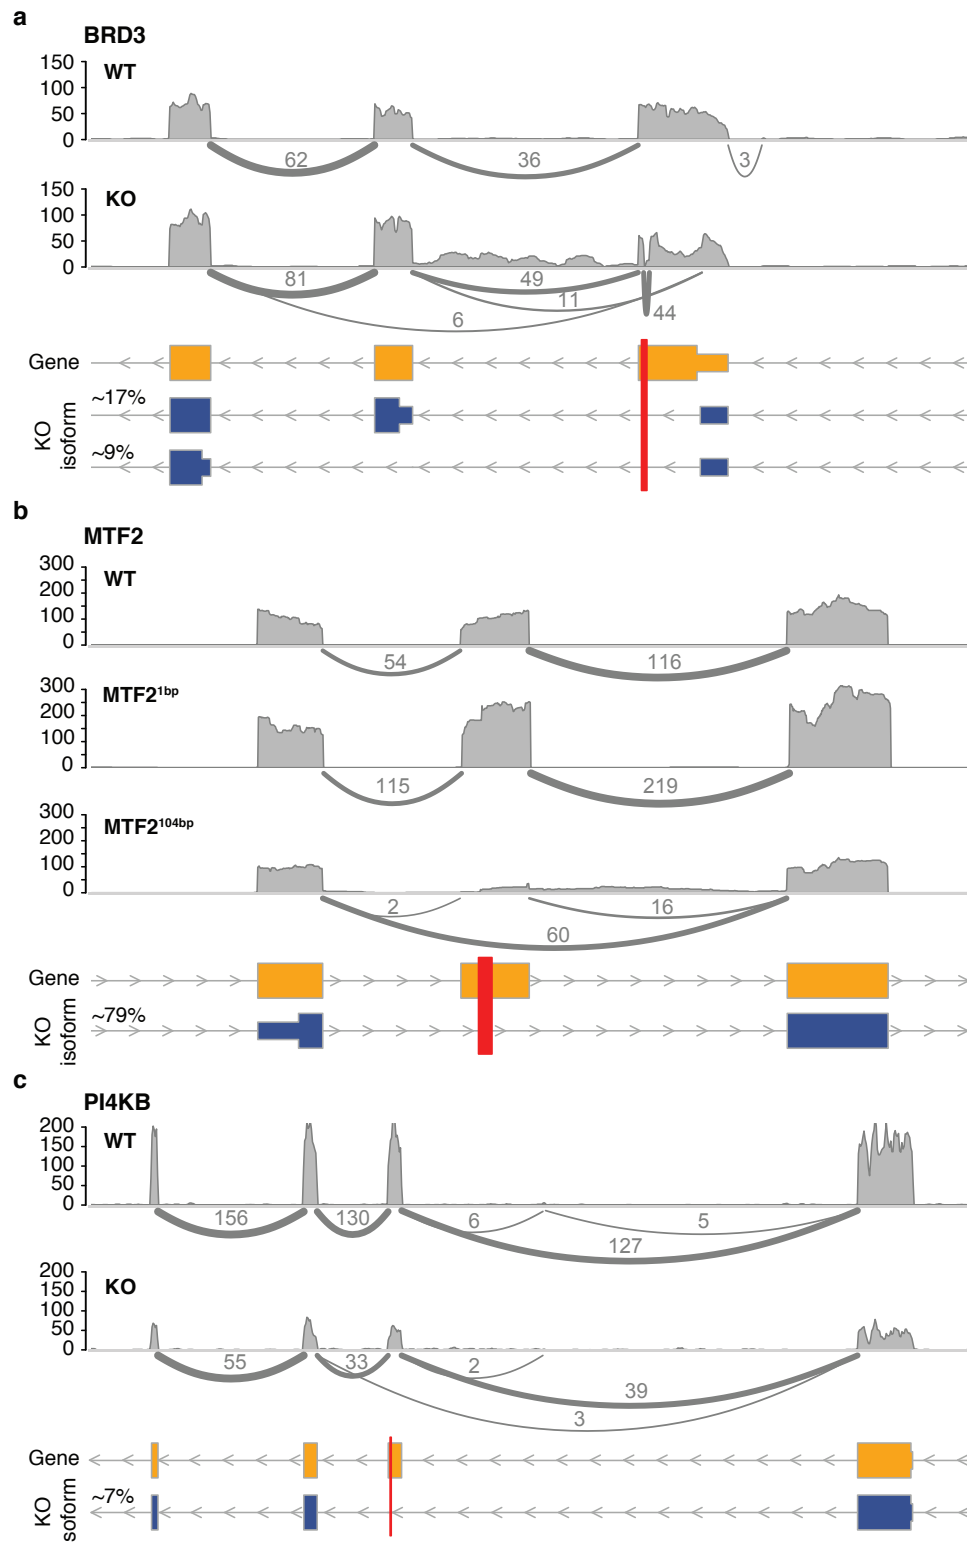 a
BRD3
WT
150
100
50
0
62
36
3
KO
150
100
50
0
81
49
11
6
44
Gene
~17%
KO
isoform
~9%
b
MTF2
WT
300
200
100
0
54
116
MTF21bp
300
200
100
0
115
219
MTF2104bp
300
200
100
0
2
16
60
Gene
~79%
KO
isoform
c
PI4KB
WT
200
150
100
50
0
156
130
6
5
127
KO
200
150
100
50
0
55
33
2
39
3
Gene
~7%
KO
soform